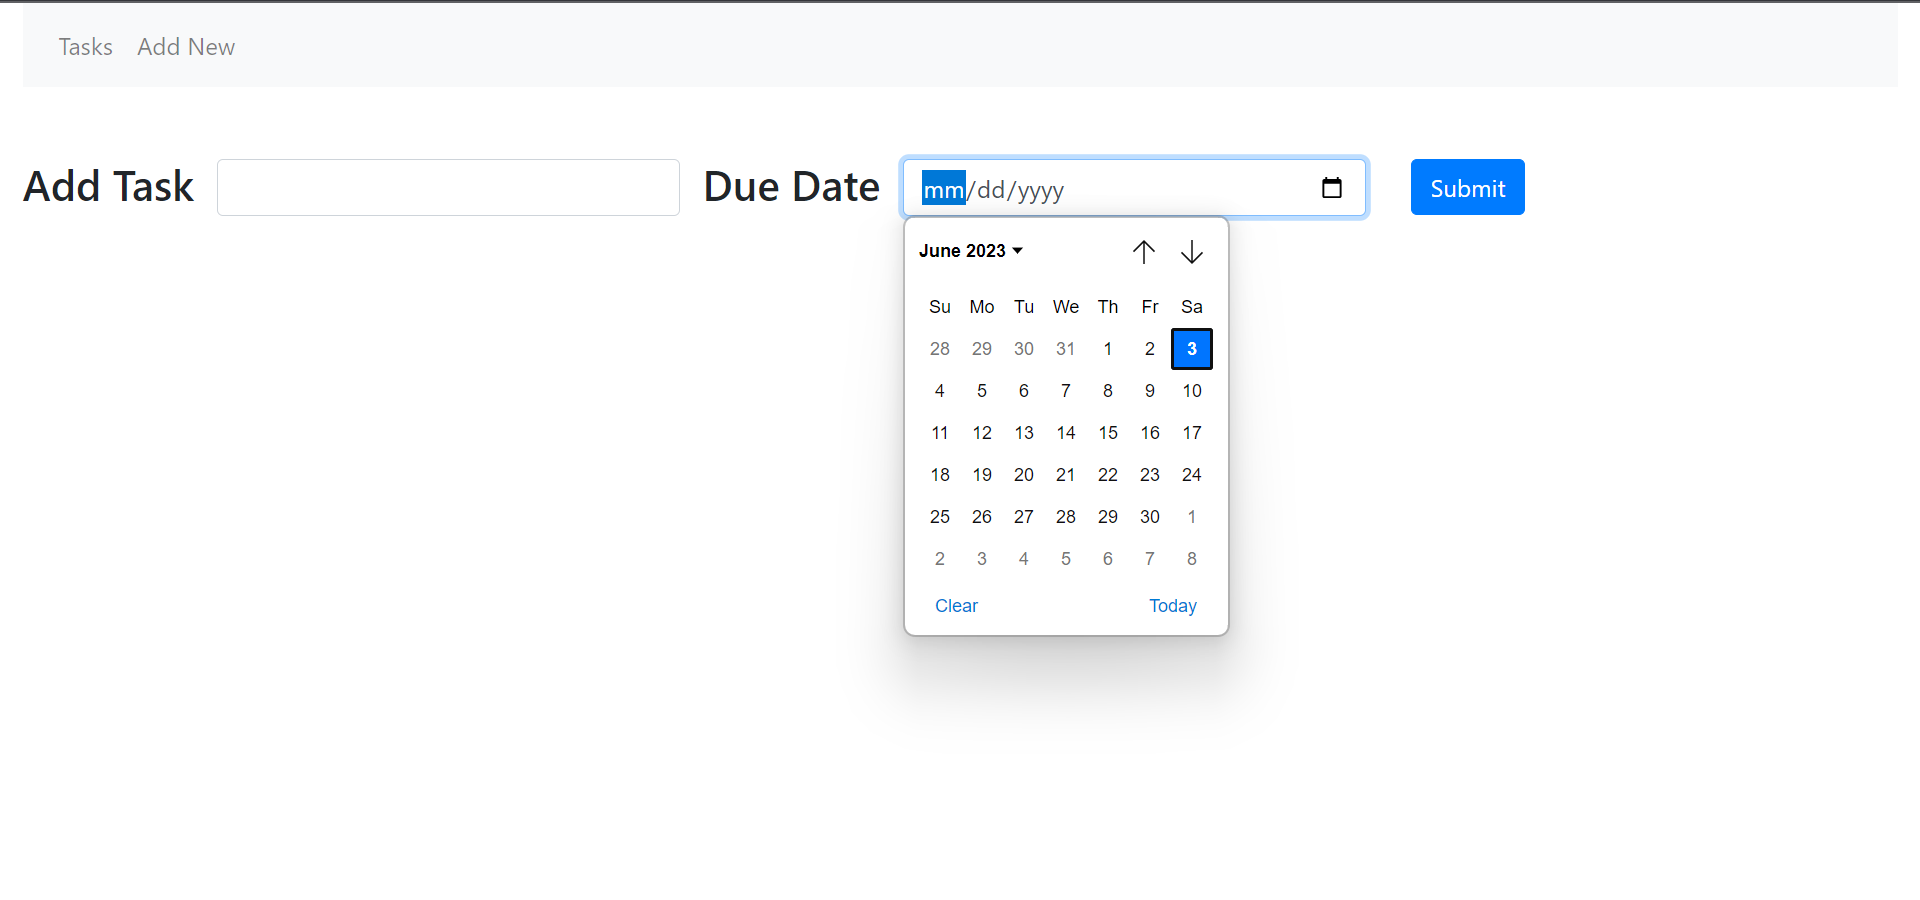 Tasks Add New
Add Task Due Date mm/dd/yyyy Submit
June 2023
Su Mo Tu We Th Fr Sa
28 29 30 31 1 2 3
4 5 6 7 8 9 10
11 12 13 14 15 16 17
18 19 20 21 22 23 24
25 26 27 28 29 30 1
2 3 4 5 6 7 8
Clear Today